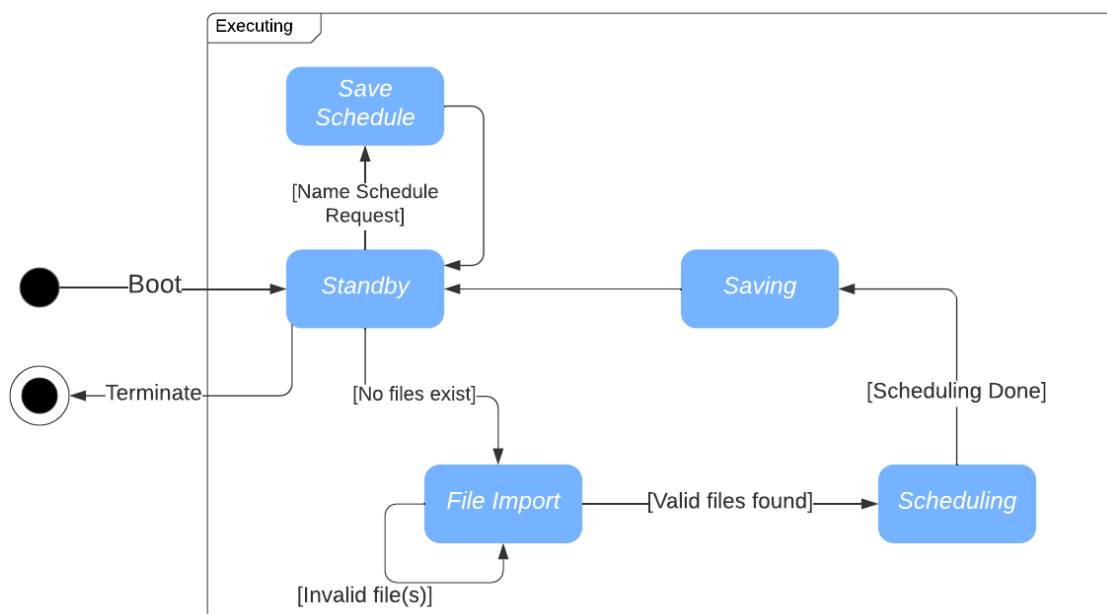 Executing
Save
Schedule
[Name Schedule
Request]
Boot
Standby
Saving
Terminate
[No files exist]
[Scheduling Done]
File Import
[Valid files found]
Scheduling
[Invalid file(s)]